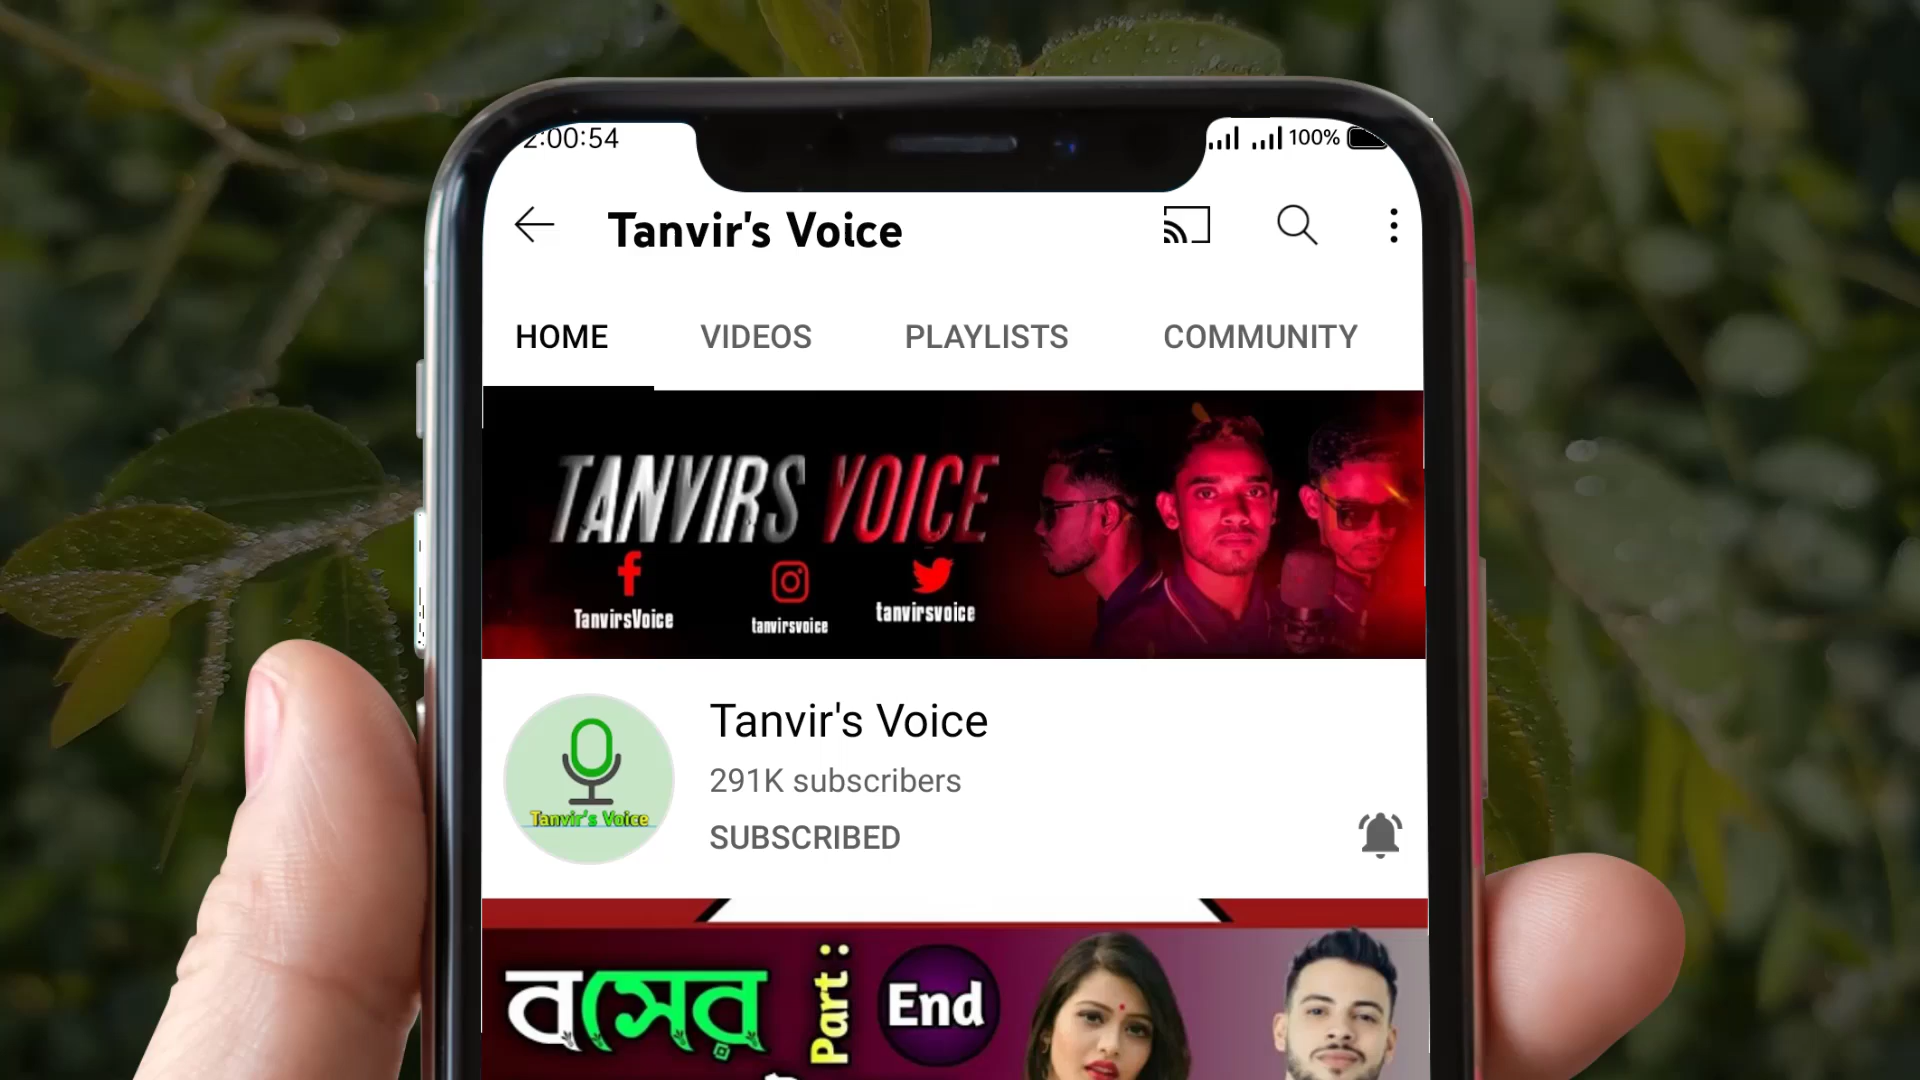 2:00:54
100%
Tanvir's Voice
HOME VIDEOS PLAYLISTS COMMUNITY
TANVIRS VOICE
TanvirsVoice tanvirsvoice tanvirsvoice
Tanvir's Voice
Tanvir's Voice
291K subscribers
SUBSCRIBED
বসের Part : End